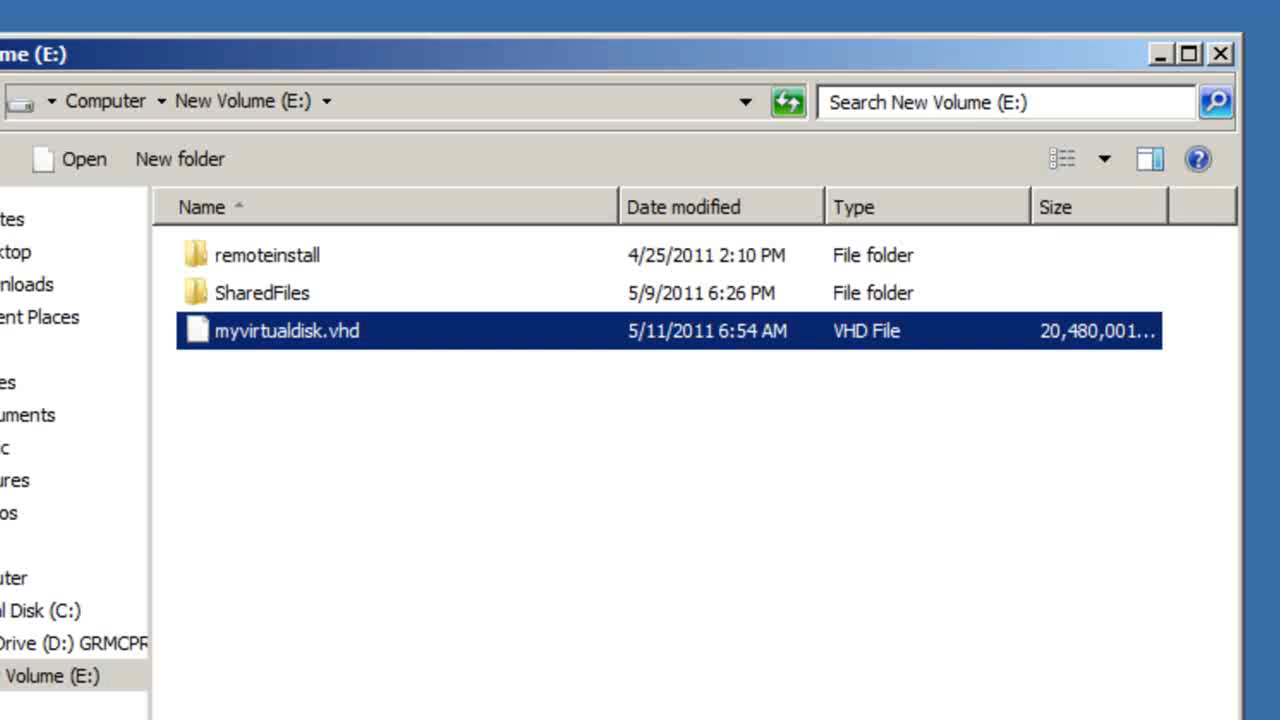 me (E:)
Computer New Volume (E:) Search New Volume (E:)
Open New folder
Name Date modified Type Size
remoteinstall 4/25/2011 2:10 PM File folder
SharedFiles 5/9/2011 6:26 PM File folder
myvirtualdisk.vhd 5/11/2011 6:54 AM VHD File 20,480,001...
tes
ktop
nloads
ent Places
es
uments
c
ures
os
uter
l Disk (C:)
Drive (D:) GRMCPR
Volume (E:)